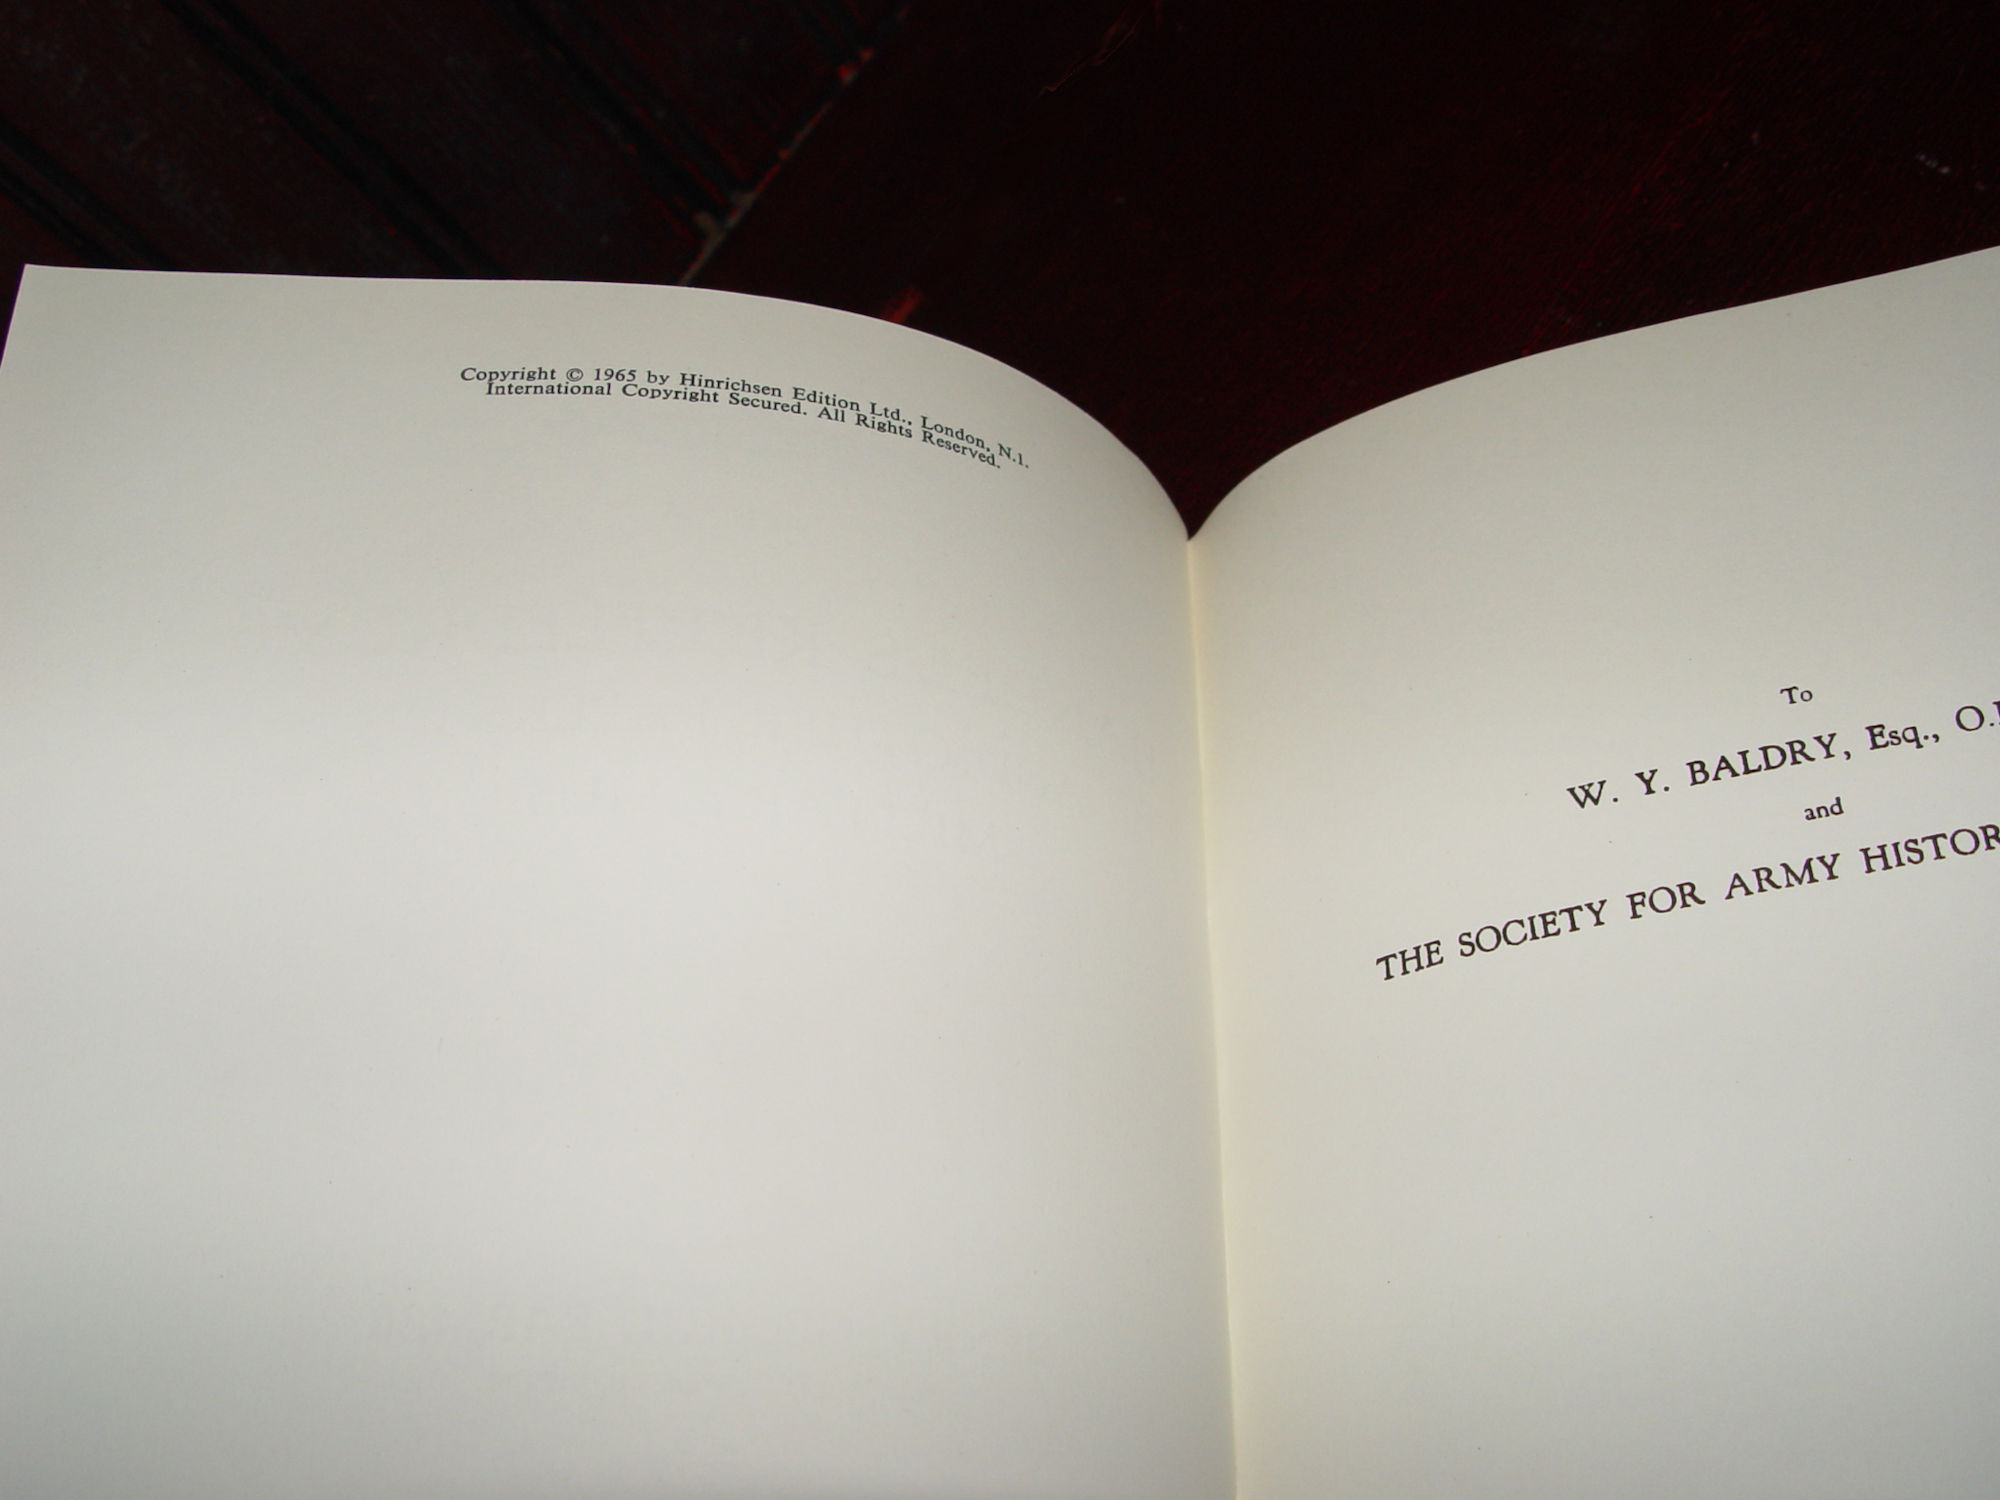 Copyright © 1965 by Hinrichsen Edition Ltd., London, N.1.
International Copyright Secured. All Rights Reserved.
To
W. Y. BALDRY, Esq.,
and
THE SOCIETY FOR ARMY